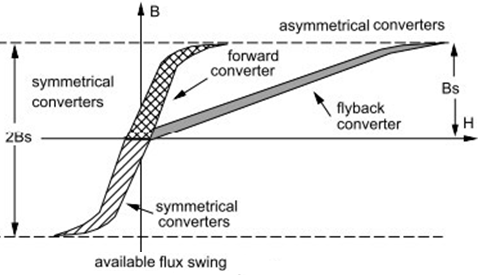 B
asymmetrical converters
forward
converter
symmetrical
converters
Bs
flyback
converter
H
2Bs
symmetrical
converters
available flux swing